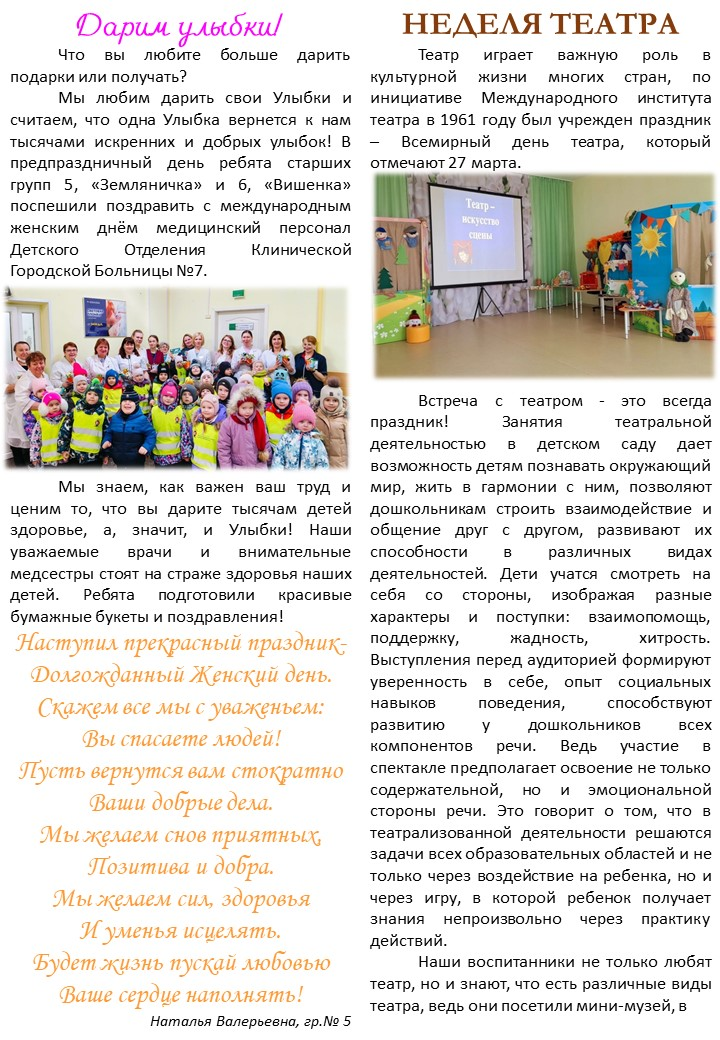 Дарим улыбки!
Что вы любите больше дарить
подарки или получать?
Мы любим дарить свои Улыбки и
считаем, что одна Улыбка вернется к нам
тысячами искренних и добрых улыбок! В
предпраздничный день ребята старших
групп 5, «Земляничка» и 6, «Вишенка»
поспешили поздравить с международным
женским днём медицинский персонал
Детского Отделения Клинической
Городской Больницы №7.
Мы знаем, как важен ваш труд и
ценим то, что вы дарите тысячам детей
здоровье, а, значит, и Улыбки! Наши
уважаемые врачи и внимательные
медсестры стоят на страже здоровья наших
детей. Ребята подготовили красивые
бумажные букеты и поздравления!
Наступил прекрасный праздник-
Долгожданный Женский день.
Скажем все мы с уваженьем:
Вы спасаете людей!
Пусть вернутся вам стократно
Ваши добрые дела.
Мы желаем снов приятных,
Позитива и добра.
Мы желаем сил, здоровья
И уменья исцелять.
Будет жизнь пускай любовью
Ваше сердце наполнять!
Наталья Валерьевна, гр.№ 5
НЕДЕЛЯ ТЕАТРА
Театр играет важную роль в
культурной жизни многих стран, по
инициативе Международного института
театра в 1961 году был учрежден праздник
– Всемирный день театра, который
отмечают 27 марта.
Театр –
искусство
сцены
Встреча с театром - это всегда
праздник! Занятия театральной
деятельностью в детском саду дает
возможность детям познавать окружающий
мир, жить в гармонии с ним, позволяют
дошкольникам строить взаимодействие и
общение друг с другом, развивают их
способности в различных видах
деятельностей. Дети учатся смотреть на
себя со стороны, изображая разные
характеры и поступки: взаимопомощь,
поддержку, жадность, хитрость.
Выступления перед аудиторией формируют
уверенность в себе, опыт социальных
навыков поведения, способствуют
развитию у дошкольников всех
компонентов речи. Ведь участие в
спектакле предполагает освоение не только
содержательной, но и эмоциональной
стороны речи. Это говорит о том, что в
театрализованной деятельности решаются
задачи всех образовательных областей и не
только через воздействие на ребенка, но и
через игру, в которой ребенок получает
знания непроизвольно через практику
действий.
Наши воспитанники не только любят
театр, но и знают, что есть различные виды
театра, ведь они посетили мини-музей, в